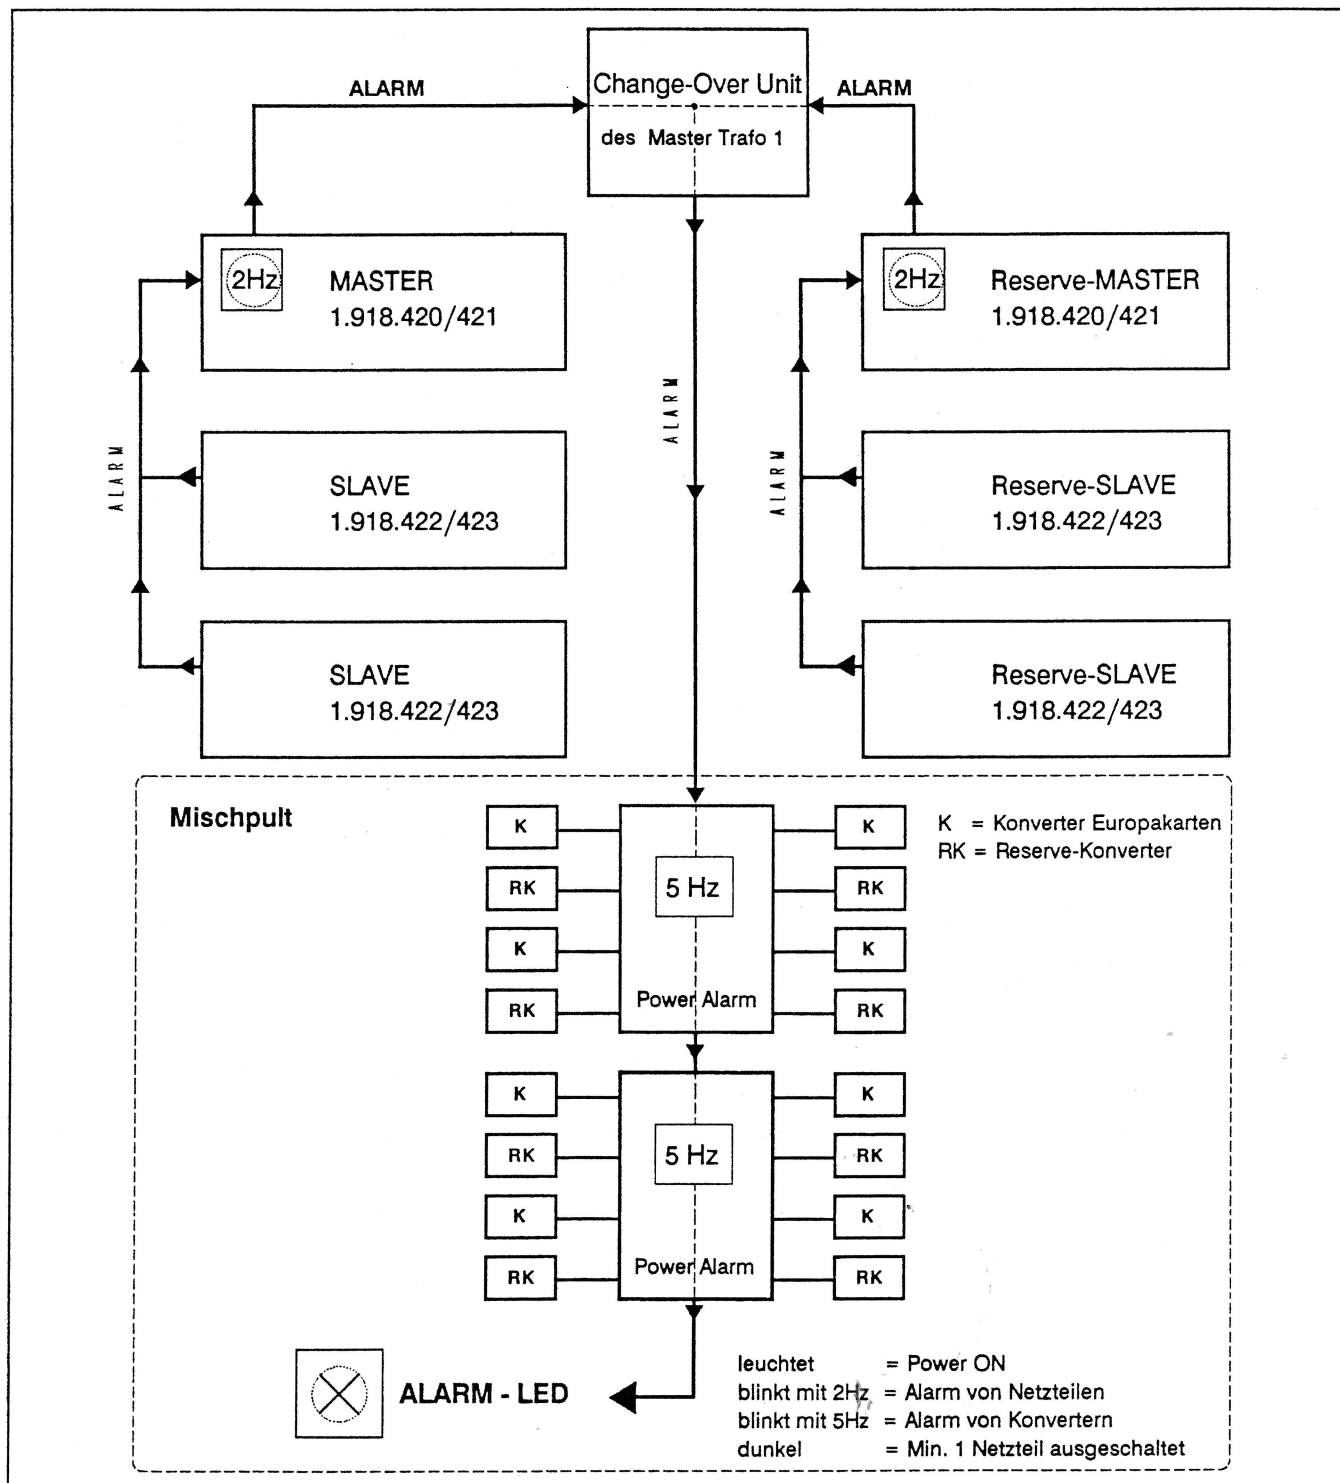 Change-Over Unit
des Master Trafo 1
ALARM
ALARM
2Hz
MASTER
1.918.420/421
2Hz
Reserve-MASTER
1.918.420/421
ALARM
ALARM
ALARM
SLAVE
1.918.422/423
Reserve-SLAVE
1.918.422/423
SLAVE
1.918.422/423
Reserve-SLAVE
1.918.422/423
Mischpult
K = Konverter Europakarten
RK = Reserve-Konverter
K
K
RK
5 Hz
RK
K
K
RK
Power Alarm
RK
K
K
RK
5 Hz
RK
K
K
RK
Power Alarm
RK
ALARM - LED
leuchtet = Power ON
blinkt mit 2Hz = Alarm von Netzteilen
blinkt mit 5Hz = Alarm von Konvertern
dunkel = Min. 1 Netzteil ausgeschaltet